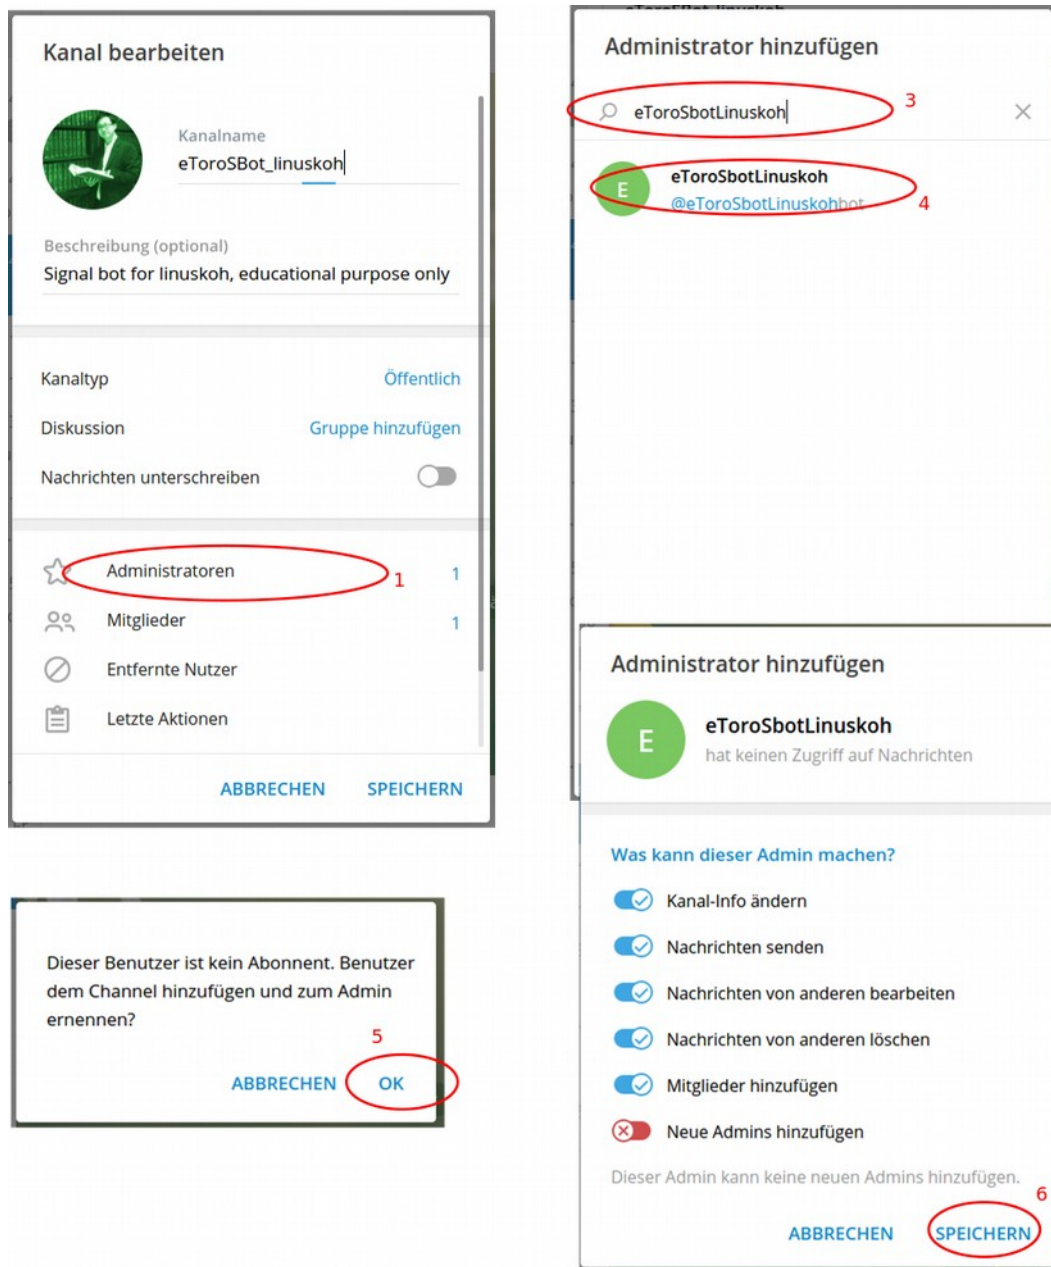 Kanal bearbeiten
Kanalname
eToroSBot_linuskoh
Beschreibung (optional)
Signal bot for linuskoh, educational purpose only
Kanaltyp Öffentlich
Diskussion Gruppe hinzufügen
Nachrichten unterschreiben
Administratoren 1 1
Mitglieder 1
Entfernte Nutzer
Letzte Aktionen
ABBRECHEN SPEICHERN
Administrator hinzufügen
eToroSbotLinuskoh 3
E
eToroSbotLinuskoh
@eToroSbotLinuskohbot 4
Dieser Benutzer ist kein Abonnent. Benutzer
dem Channel hinzufügen und zum Admin
ernennen?
5
ABBRECHEN OK
Administrator hinzufügen
E
eToroSbotLinuskoh
hat keinen Zugriff auf Nachrichten
Was kann dieser Admin machen?
Kanal-Info ändern
Nachrichten senden
Nachrichten von anderen bearbeiten
Nachrichten von anderen löschen
Mitglieder hinzufügen
Neue Admins hinzufügen
Dieser Admin kann keine neuen Admins hinzufügen.
6
ABBRECHEN SPEICHERN